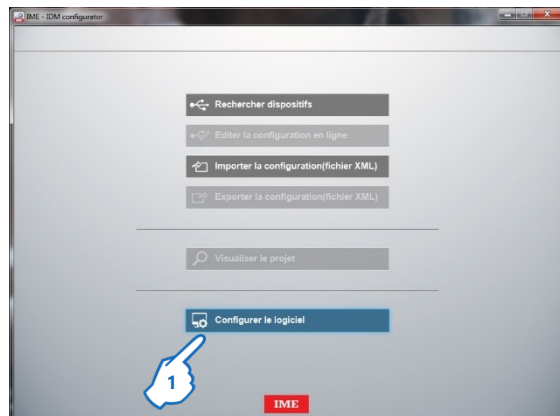 IME - IDM configurator
Rechercher dispositifs
Editer la configuration en ligne
Importer la configuration(fichier XML)
Exporter la configuration(fichier XML)
Visualiser le projet
Configurer le logiciel
1
IME